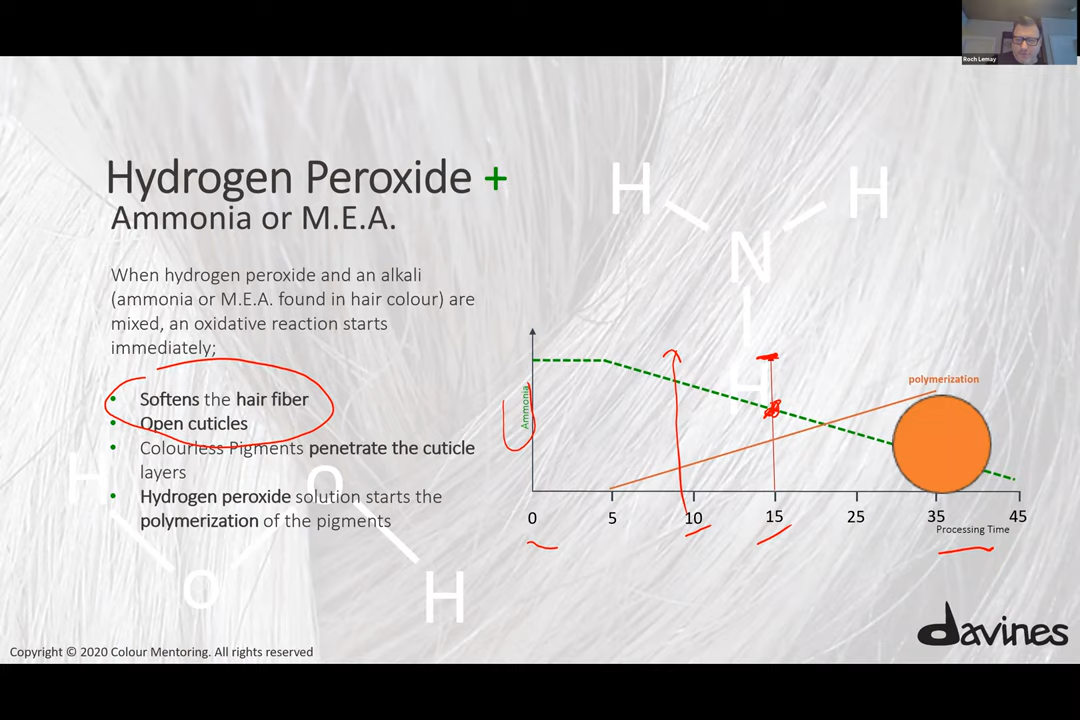 Roch Lemay
Hydrogen Peroxide +
Ammonia or M.E.A.
When hydrogen peroxide and an alkali
(ammonia or M.E.A. found in hair colour) are
mixed, an oxidative reaction starts
immediately;
• Softens the hair fiber
• Open cuticles
• Colourless Pigments penetrate the cuticle
layers
• Hydrogen peroxide solution starts the
polymerization of the pigments
H H
N
H
H O
O H
Ammonia
polymerization
0 5 10 15 25 35 45
Processing Time
davines
Copyright © 2020 Colour Mentoring. All rights reserved